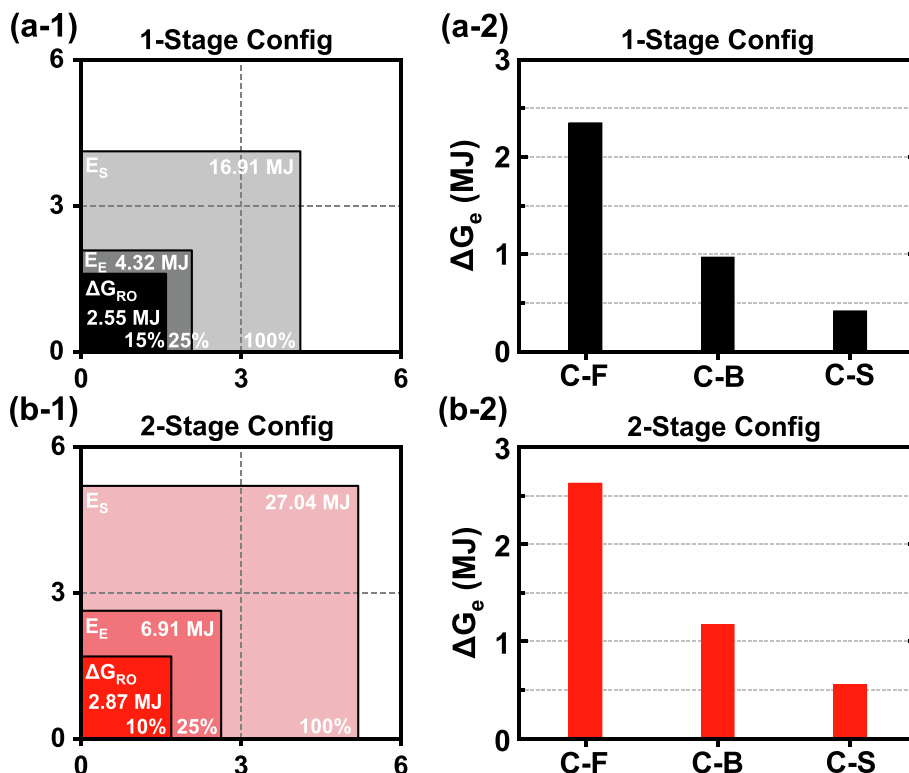 (a-1)
1-Stage Config
6
3
0
0
3
6
E_S
16.91 MJ
E_E 4.32 MJ
ΔG_RO
2.55 MJ
15% 25% 100%
(a-2)
1-Stage Config
ΔG_e (MJ)
3
2
1
0
C-F
C-B
C-S
(b-1)
2-Stage Config
6
3
0
0
3
6
E_S
27.04 MJ
E_E 6.91 MJ
ΔG_RO
2.87 MJ
10% 25% 100%
(b-2)
2-Stage Config
ΔG_e (MJ)
3
2
1
0
C-F
C-B
C-S